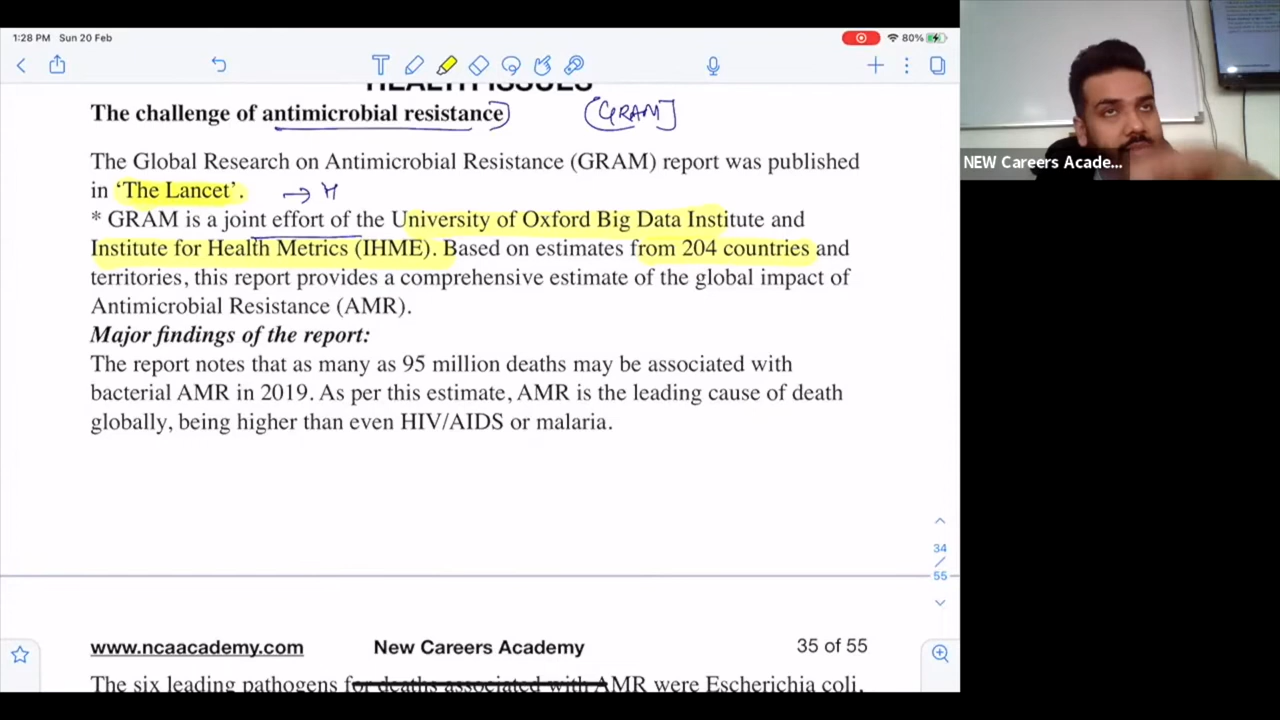 1:28 PM Sun 20 Feb
80%
HEALTH ISSUES
The challenge of antimicrobial resistance
GRAM
The Global Research on Antimicrobial Resistance (GRAM) report was published
in ‘The Lancet’.
* GRAM is a joint effort of the University of Oxford Big Data Institute and
Institute for Health Metrics (IHME). Based on estimates from 204 countries and
territories, this report provides a comprehensive estimate of the global impact of
Antimicrobial Resistance (AMR).
Major findings of the report:
The report notes that as many as 95 million deaths may be associated with
bacterial AMR in 2019. As per this estimate, AMR is the leading cause of death
globally, being higher than even HIV/AIDS or malaria.
34
/
55
www.ncaacademy.com New Careers Academy 35 of 55
The six leading pathogens for deaths associated with AMR were Escherichia coli,
NEW Careers Acade...